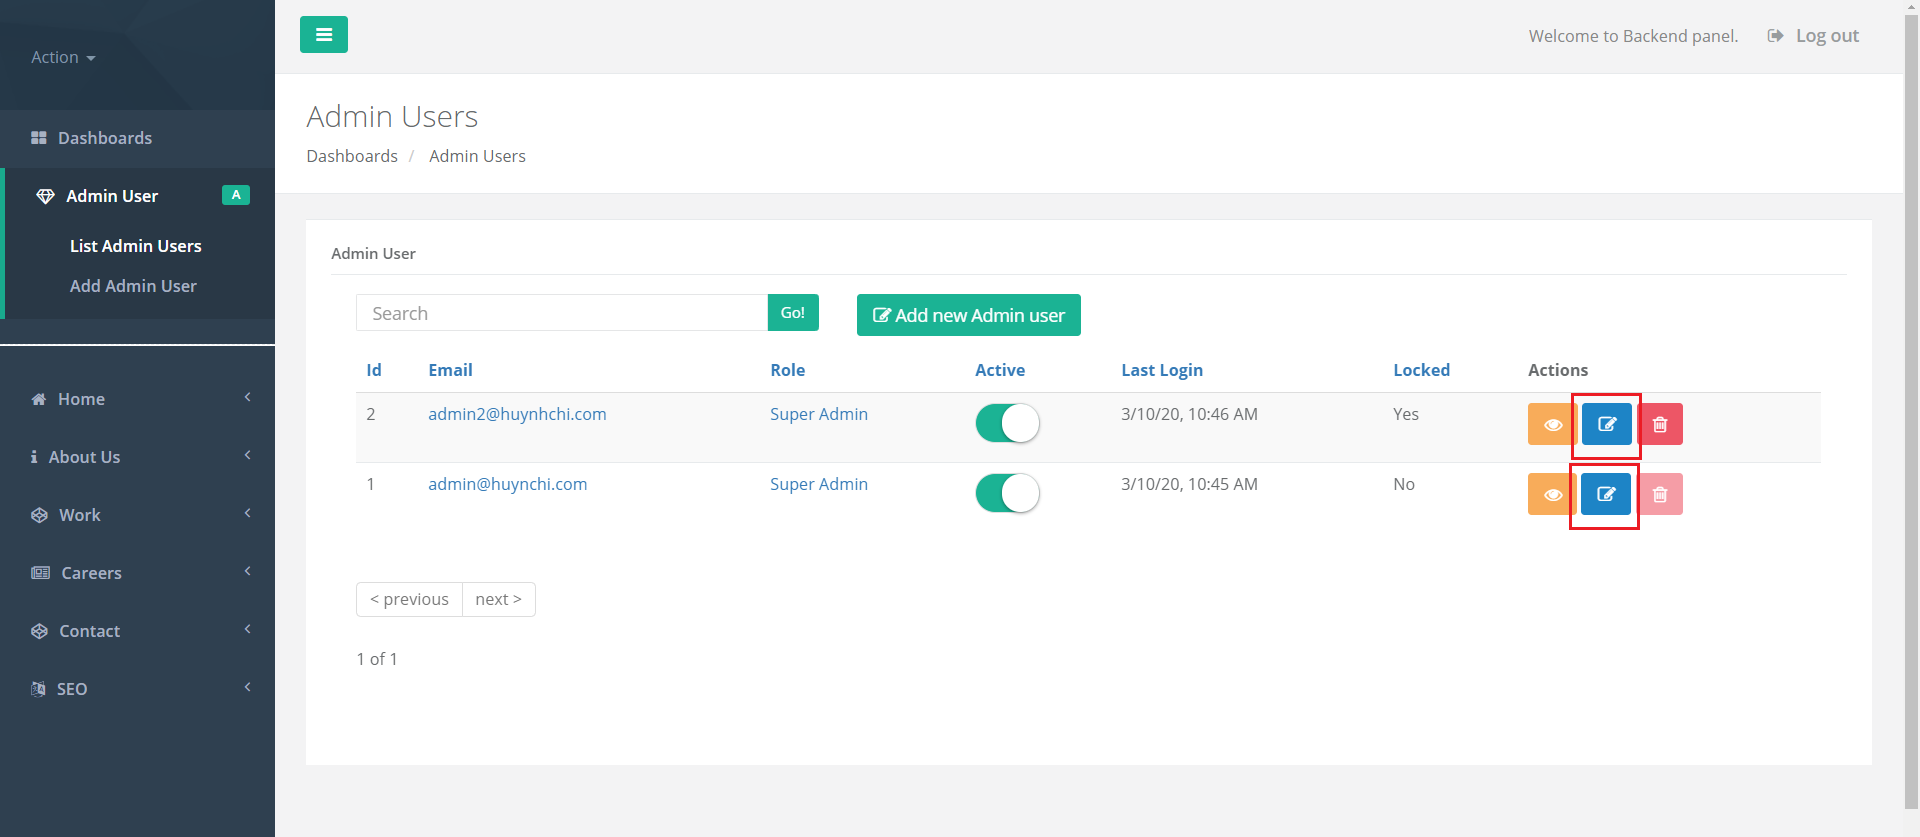 Action
Dashboards
Admin User A
List Admin Users
Add Admin User
Home
About Us
Work
Careers
Contact
SEO
Welcome to Backend panel. Log out
Admin Users
Dashboards / Admin Users
Admin User
Search Go! Add new Admin user
Id Email Role Active Last Login Locked Actions
2 admin2@huynhchi.com Super Admin 3/10/20, 10:46 AM Yes
1 admin@huynchi.com Super Admin 3/10/20, 10:45 AM No
< previous next >
1 of 1